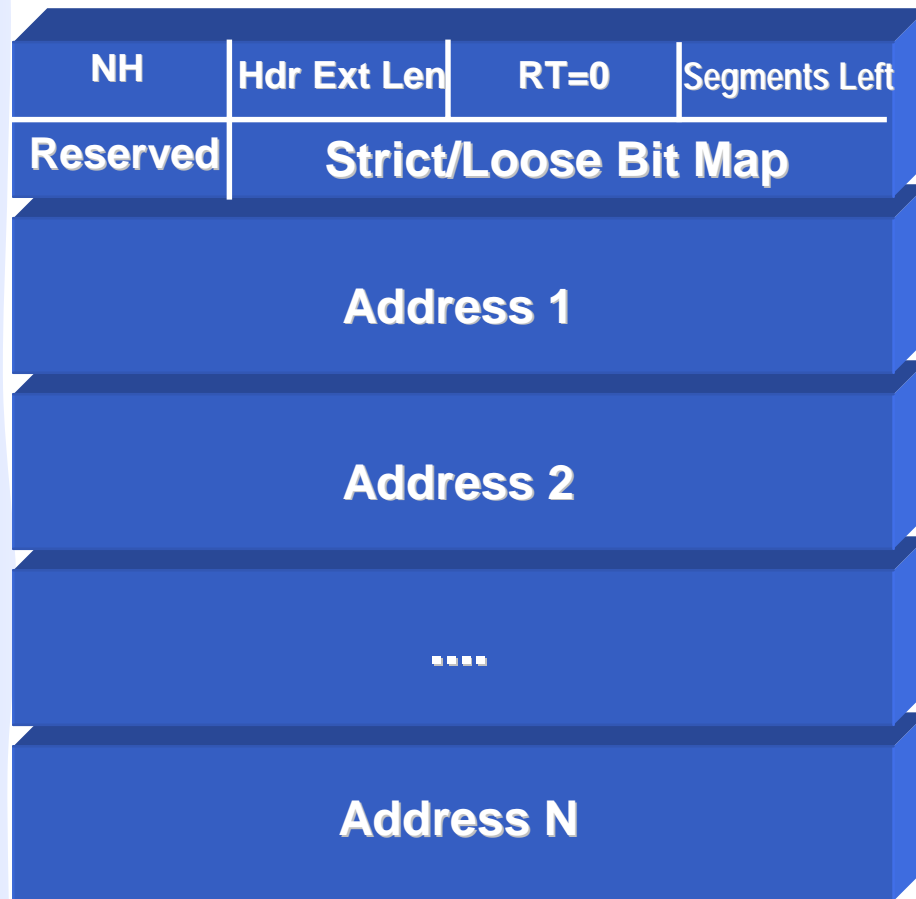 NH Hdr Ext Len RT=0 Segments Left
Reserved Strict/Loose Bit Map
Address 1
Address 2
....
Address N